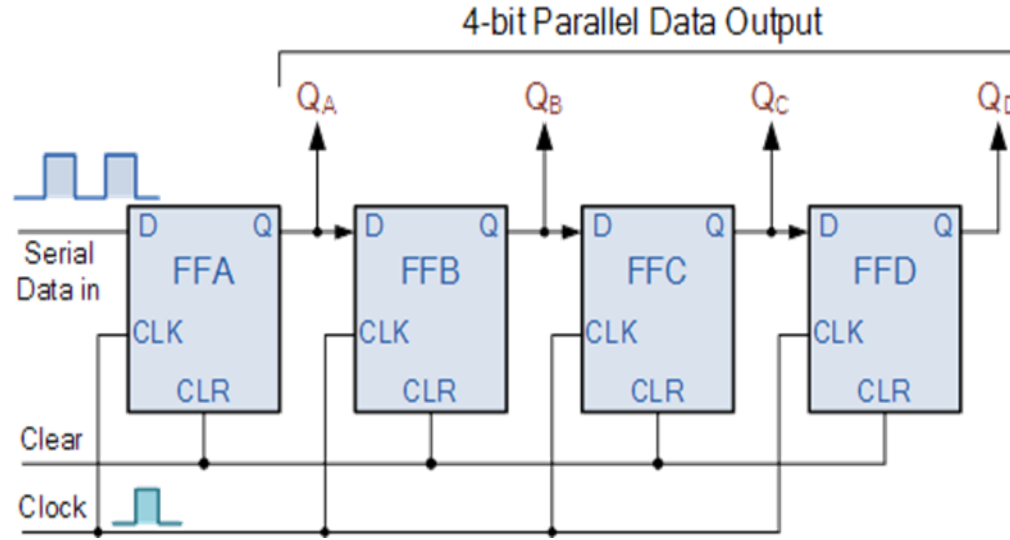 4-bit Parallel Data Output
QA QB QC QD
D Q D Q D Q D Q
Serial
Data in
FFA FFB FFC FFD
CLK CLK CLK CLK
CLR CLR CLR CLR
Clear
Clock